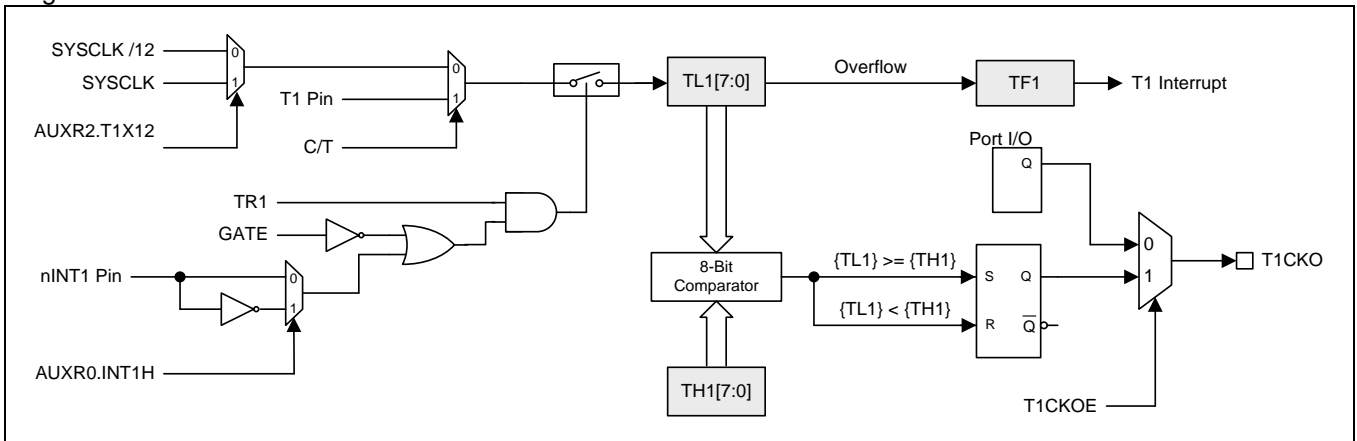 SYSCLK /12
SYSCLK
AUXR2.T1X12
0
1
T1 Pin
C/T
0
1
TL1[7:0]
Overflow
TF1
T1 Interrupt
Port I/O
Q
TR1
GATE
nINT1 Pin
0
1
AUXR0.INT1H
8-Bit
Comparator
{TL1} >= {TH1}
{TL1} < {TH1}
S
Q
R
Q
0
1
T1CKO
TH1[7:0]
T1CKOE